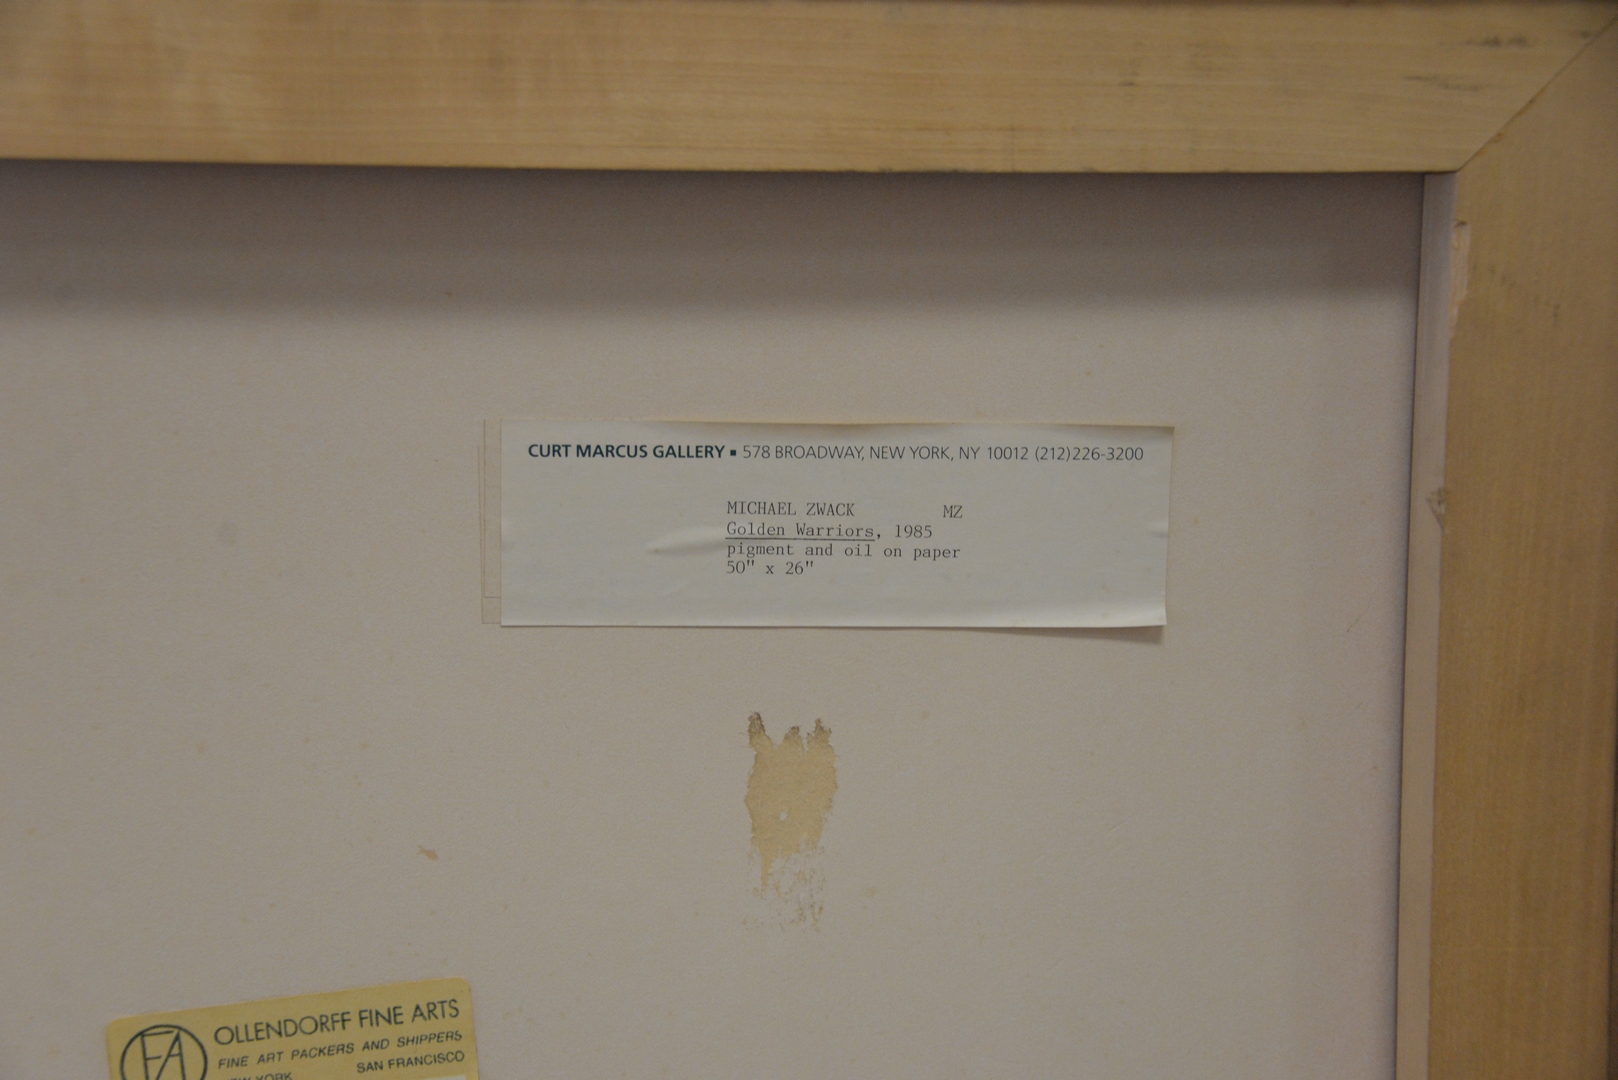 CURT MARCUS GALLERY ▪ 578 BROADWAY, NEW YORK, NY 10012 (212)226-3200
MICHAEL ZWACK MZ
Golden Warriors, 1985
pigment and oil on paper
50" x 26"
OLLENDORFF FINE ARTS
FINE ART PACKERS AND SHIPPERS
YORK SAN FRANCISCO